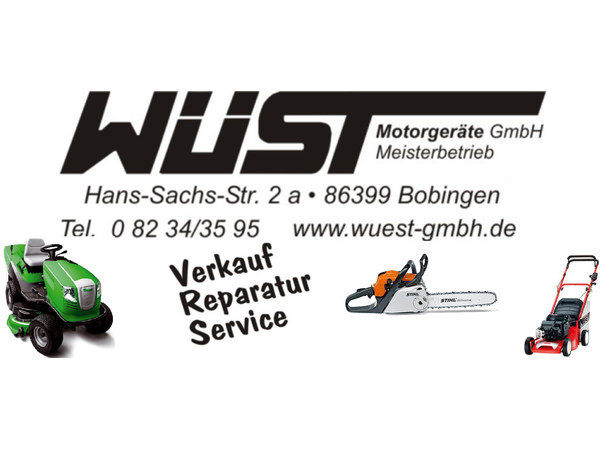 WÜST
Motorgeräte GmbH
Meisterbetrieb
Hans-Sachs-Str. 2 a • 86399 Bobingen
Tel. 0 82 34/35 95 www.wuest-gmbh.de
Verkauf
Reparatur
Service
STIHL